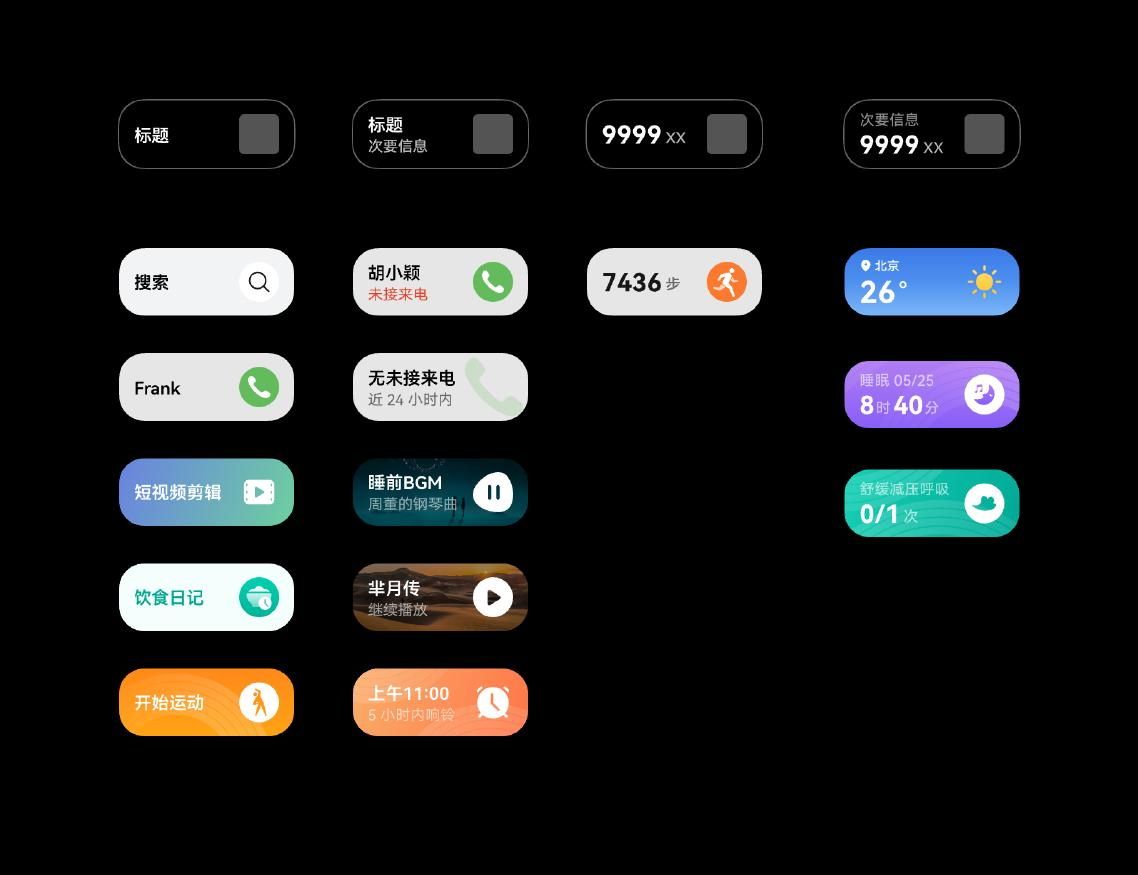 标题
标题
次要信息
9999 XX
次要信息
9999 XX
搜索
胡小颖
未接来电
7436 步
北京
26°
Frank
无未接来电
近 24 小时内
睡眠 05/25
8时40分
短视频剪辑
睡前BGM
周董的钢琴曲
舒缓减压呼吸
0/1 次
饮食日记
芈月传
继续播放
开始运动
上午11:00
5 小时内响铃